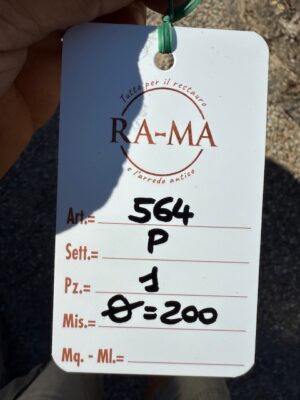 Tutto per il restauro
RA-MA
e l'arredo antico
Art.= 564
Sett.= P
Pz.= 1
Mis.= Ø=200
Mq. - Ml.=